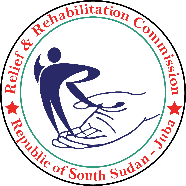 Relief & Rehabilitation Commission
Republic of South Sudan - Juba